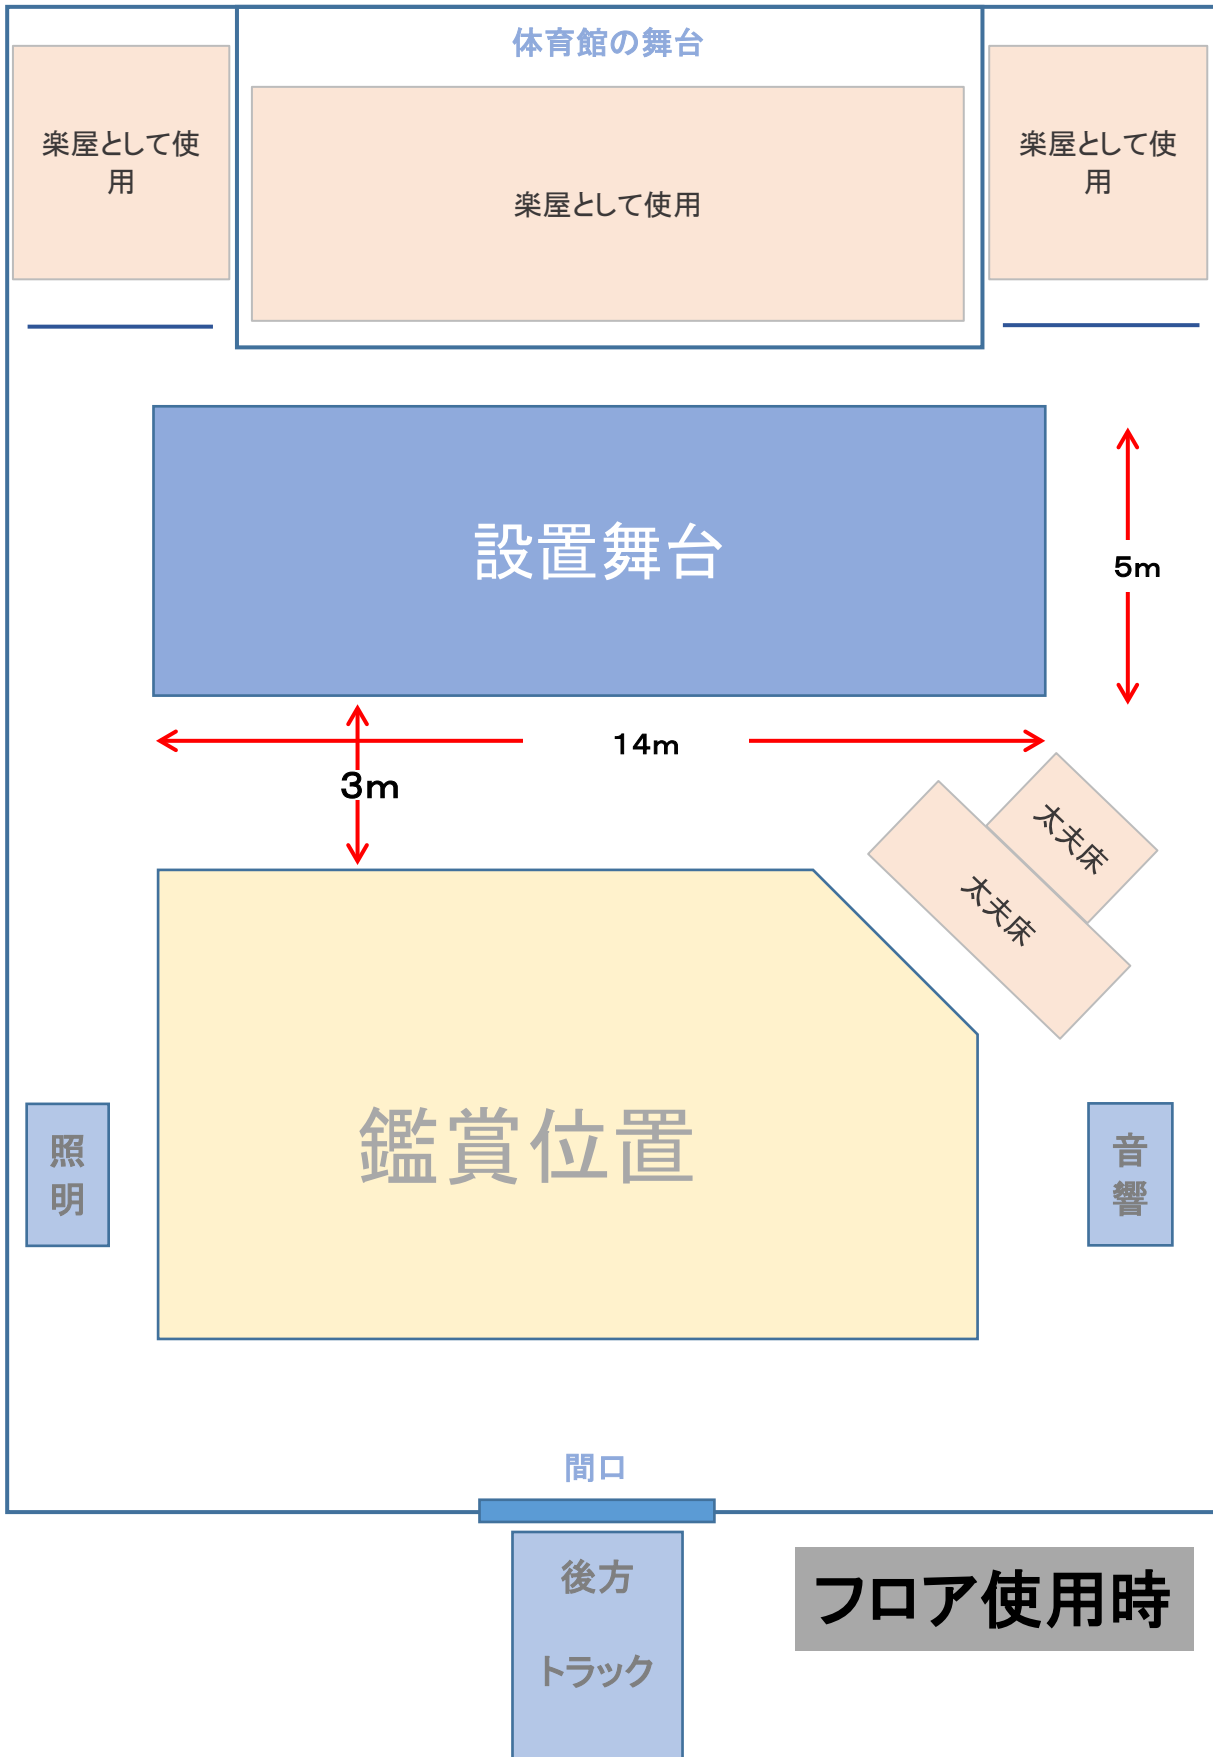 体育館の舞台
楽屋として使
用
楽屋として使用
楽屋として使
用
設置舞台
5m
14m
3m
太夫床
太夫床
鑑賞位置
照
明
音
響
間口
後方
トラック
フロア使用時